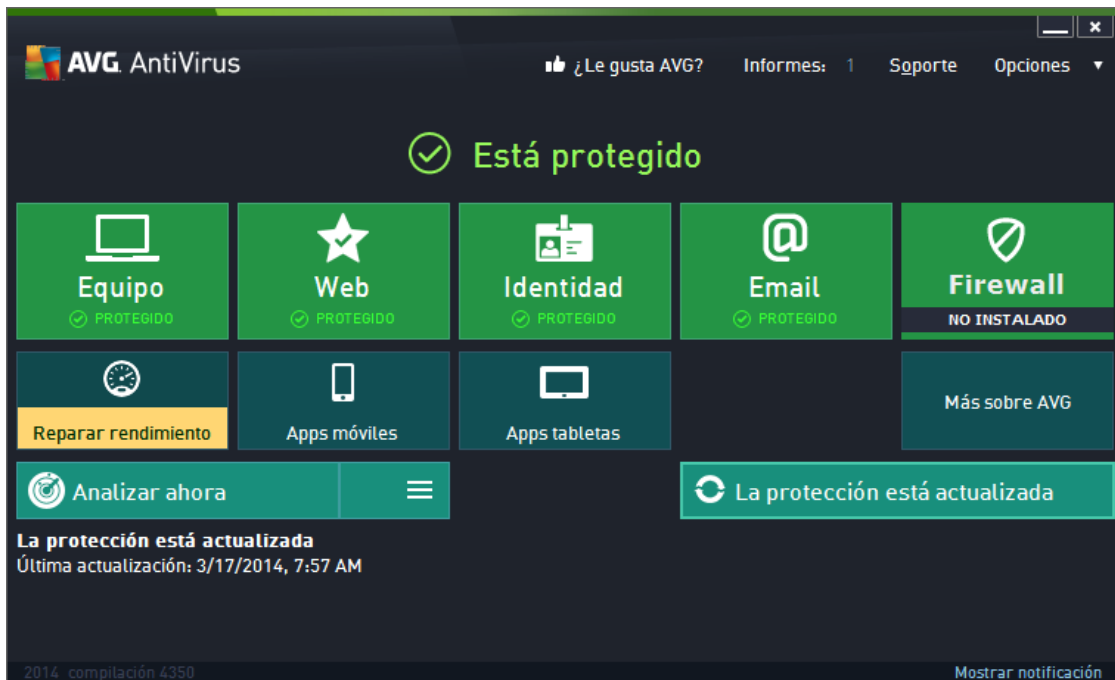 AVG AntiVirus
¿Le gusta AVG? Informes: 1 Soporte Opciones
Está protegido
Equipo
PROTEGIDO
Web
PROTEGIDO
Identidad
PROTEGIDO
Email
PROTEGIDO
Firewall
NO INSTALADO
Reparar rendimiento
Apps móviles
Apps tabletas
Más sobre AVG
Analizar ahora
La protección está actualizada
La protección está actualizada
Última actualización: 3/17/2014, 7:57 AM
2014 compilación 4350
Mostrar notificación